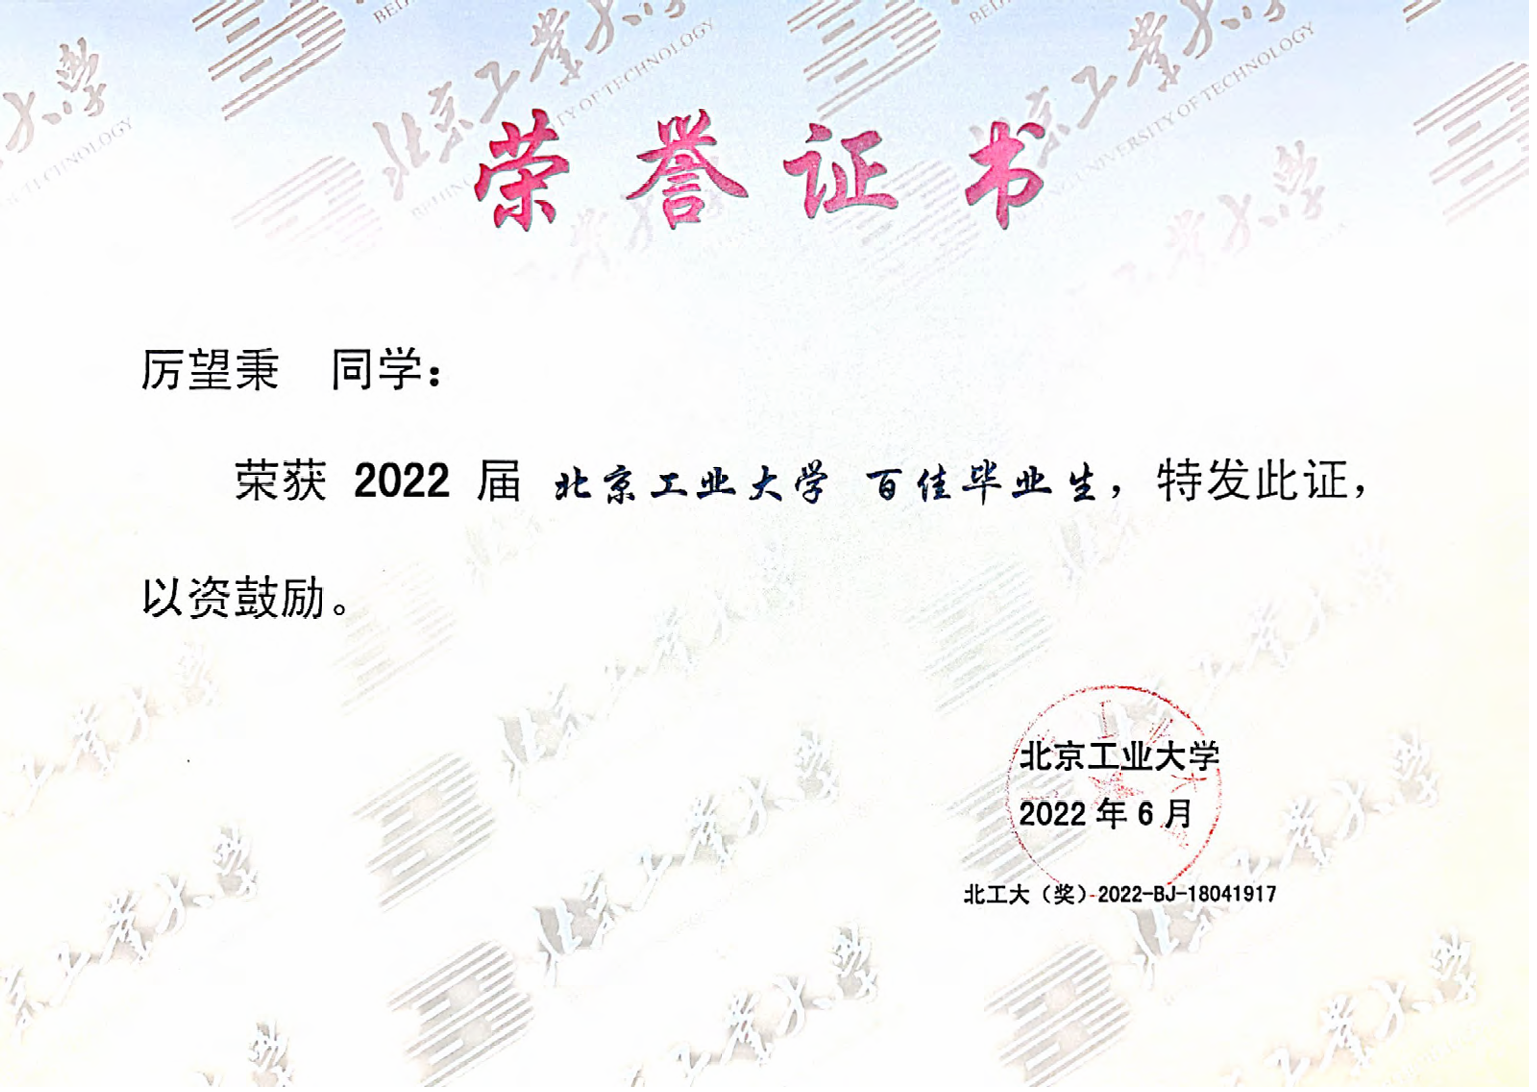 荣誉证书
厉望秉 同学：
荣获 2022 届 北京工业大学 百佳毕业生，特发此证，
以资鼓励。
北京工业大学
2022 年 6 月
北工大（奖）-2022-BJ-18041917